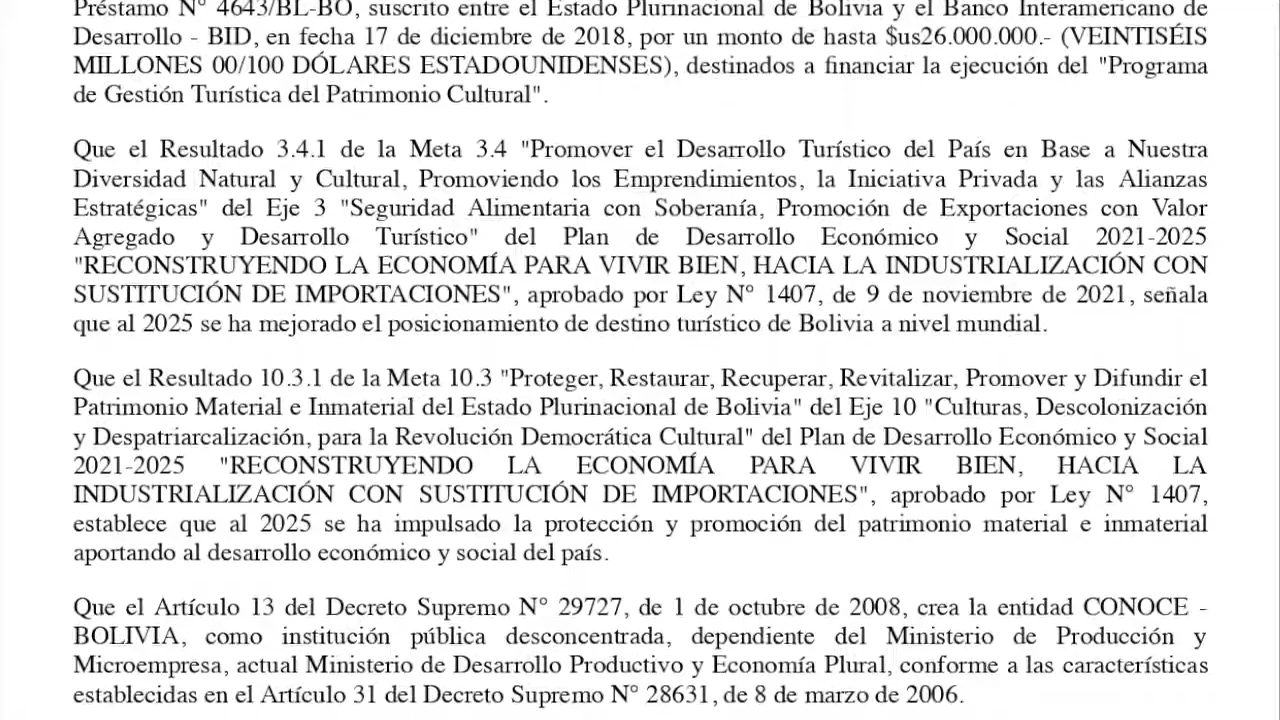 Préstamo N° 4643/BL-BO, suscrito entre el Estado Plurinacional de Bolivia y el Banco Interamericano de
Desarrollo - BID, en fecha 17 de diciembre de 2018, por un monto de hasta $us26.000.000.- (VEINTISÉIS
MILLONES 00/100 DÓLARES ESTADOUNIDENSES), destinados a financiar la ejecución del "Programa
de Gestión Turística del Patrimonio Cultural".
Que el Resultado 3.4.1 de la Meta 3.4 "Promover el Desarrollo Turístico del País en Base a Nuestra
Diversidad Natural y Cultural, Promoviendo los Emprendimientos, la Iniciativa Privada y las Alianzas
Estratégicas" del Eje 3 "Seguridad Alimentaria con Soberanía, Promoción de Exportaciones con Valor
Agregado y Desarrollo Turístico" del Plan de Desarrollo Económico y Social 2021-2025
"RECONSTRUYENDO LA ECONOMÍA PARA VIVIR BIEN, HACIA LA INDUSTRIALIZACIÓN CON
SUSTITUCIÓN DE IMPORTACIONES", aprobado por Ley N° 1407, de 9 de noviembre de 2021, señala
que al 2025 se ha mejorado el posicionamiento de destino turístico de Bolivia a nivel mundial.
Que el Resultado 10.3.1 de la Meta 10.3 "Proteger, Restaurar, Recuperar, Revitalizar, Promover y Difundir el
Patrimonio Material e Inmaterial del Estado Plurinacional de Bolivia" del Eje 10 "Culturas, Descolonización
y Despatriarcalización, para la Revolución Democrática Cultural" del Plan de Desarrollo Económico y Social
2021-2025 "RECONSTRUYENDO LA ECONOMÍA PARA VIVIR BIEN, HACIA LA
INDUSTRIALIZACIÓN CON SUSTITUCIÓN DE IMPORTACIONES", aprobado por Ley N° 1407,
establece que al 2025 se ha impulsado la protección y promoción del patrimonio material e inmaterial
aportando al desarrollo económico y social del país.
Que el Artículo 13 del Decreto Supremo N° 29727, de 1 de octubre de 2008, crea la entidad CONOCE -
BOLIVIA, como institución pública desconcentrada, dependiente del Ministerio de Producción y
Microempresa, actual Ministerio de Desarrollo Productivo y Economía Plural, conforme a las características
establecidas en el Artículo 31 del Decreto Supremo N° 28631, de 8 de marzo de 2006.